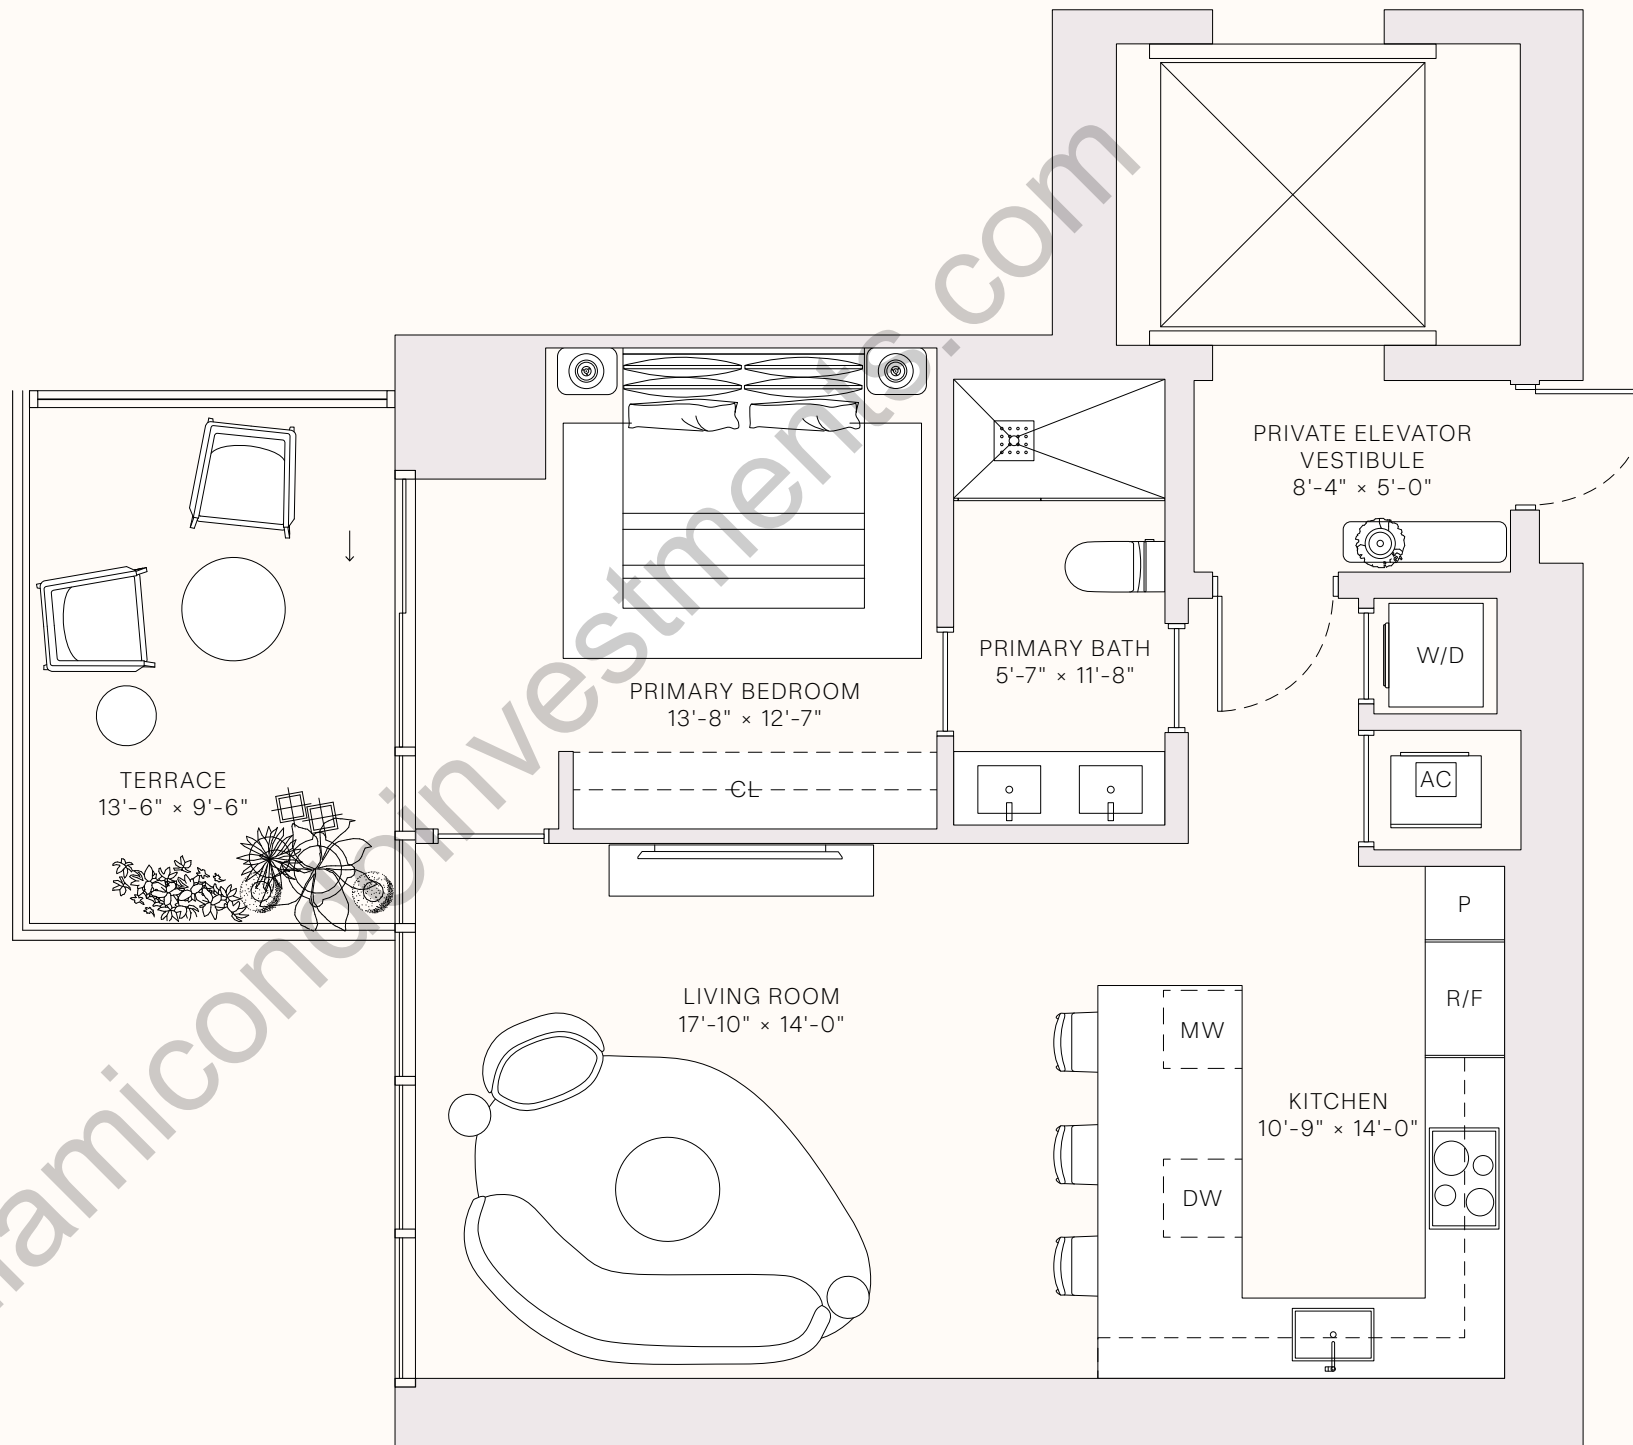 PRIVATE ELEVATOR
VESTIBULE
8'-4" × 5'-0"
W/D
PRIMARY BATH
5'-7" × 11'-8"
PRIMARY BEDROOM
13'-8" × 12'-7"
CL
AC
TERRACE
13'-6" × 9'-6"
P
R/F
LIVING ROOM
17'-10" × 14'-0"
MW
KITCHEN
10'-9" × 14'-0"
DW
amicondoinvestments.com